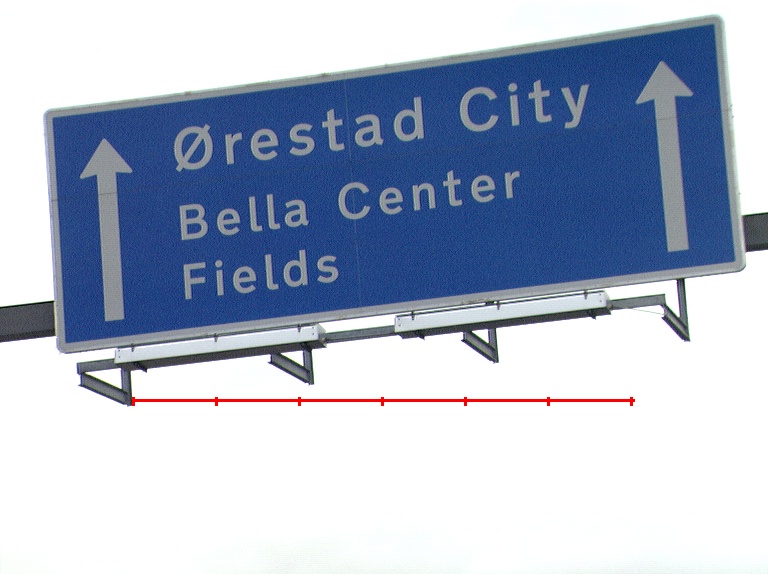 Ørestad City
Bella Center
Fields